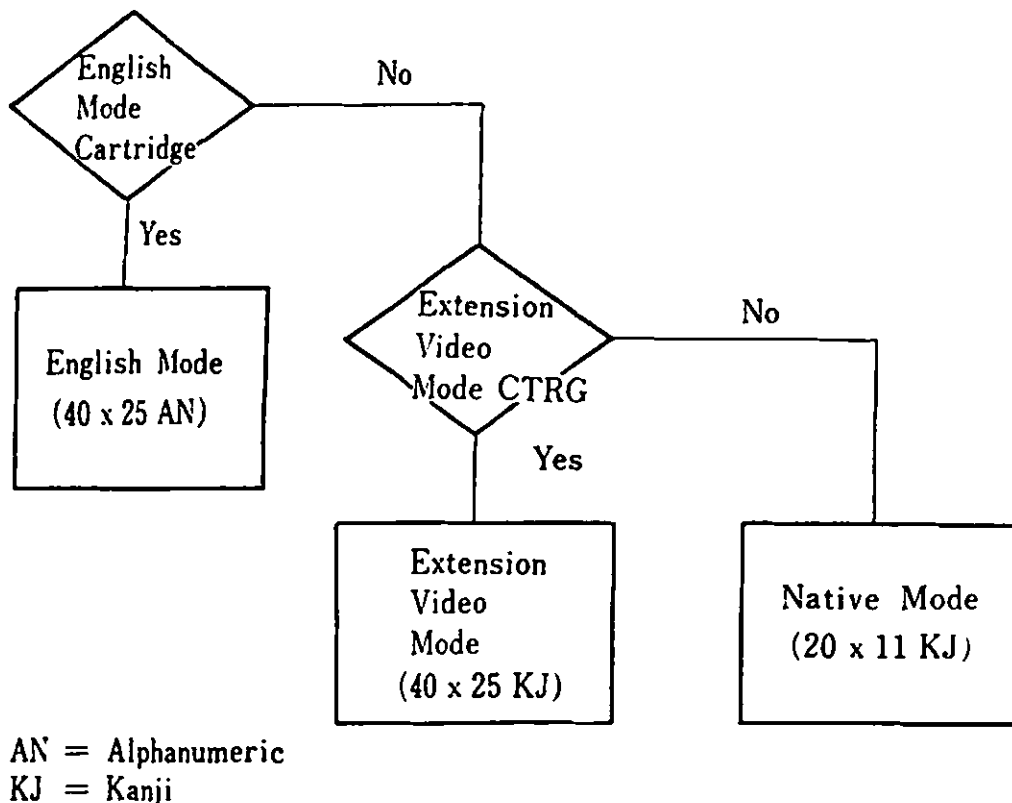 English
Mode
Cartridge
No
Yes
English Mode
(40 x 25 AN)
Extension
Video
Mode CTRG
No
Yes
Extension
Video
Mode
(40 x 25 KJ)
Native Mode
(20 x 11 KJ)
AN = Alphanumeric
KJ = Kanji